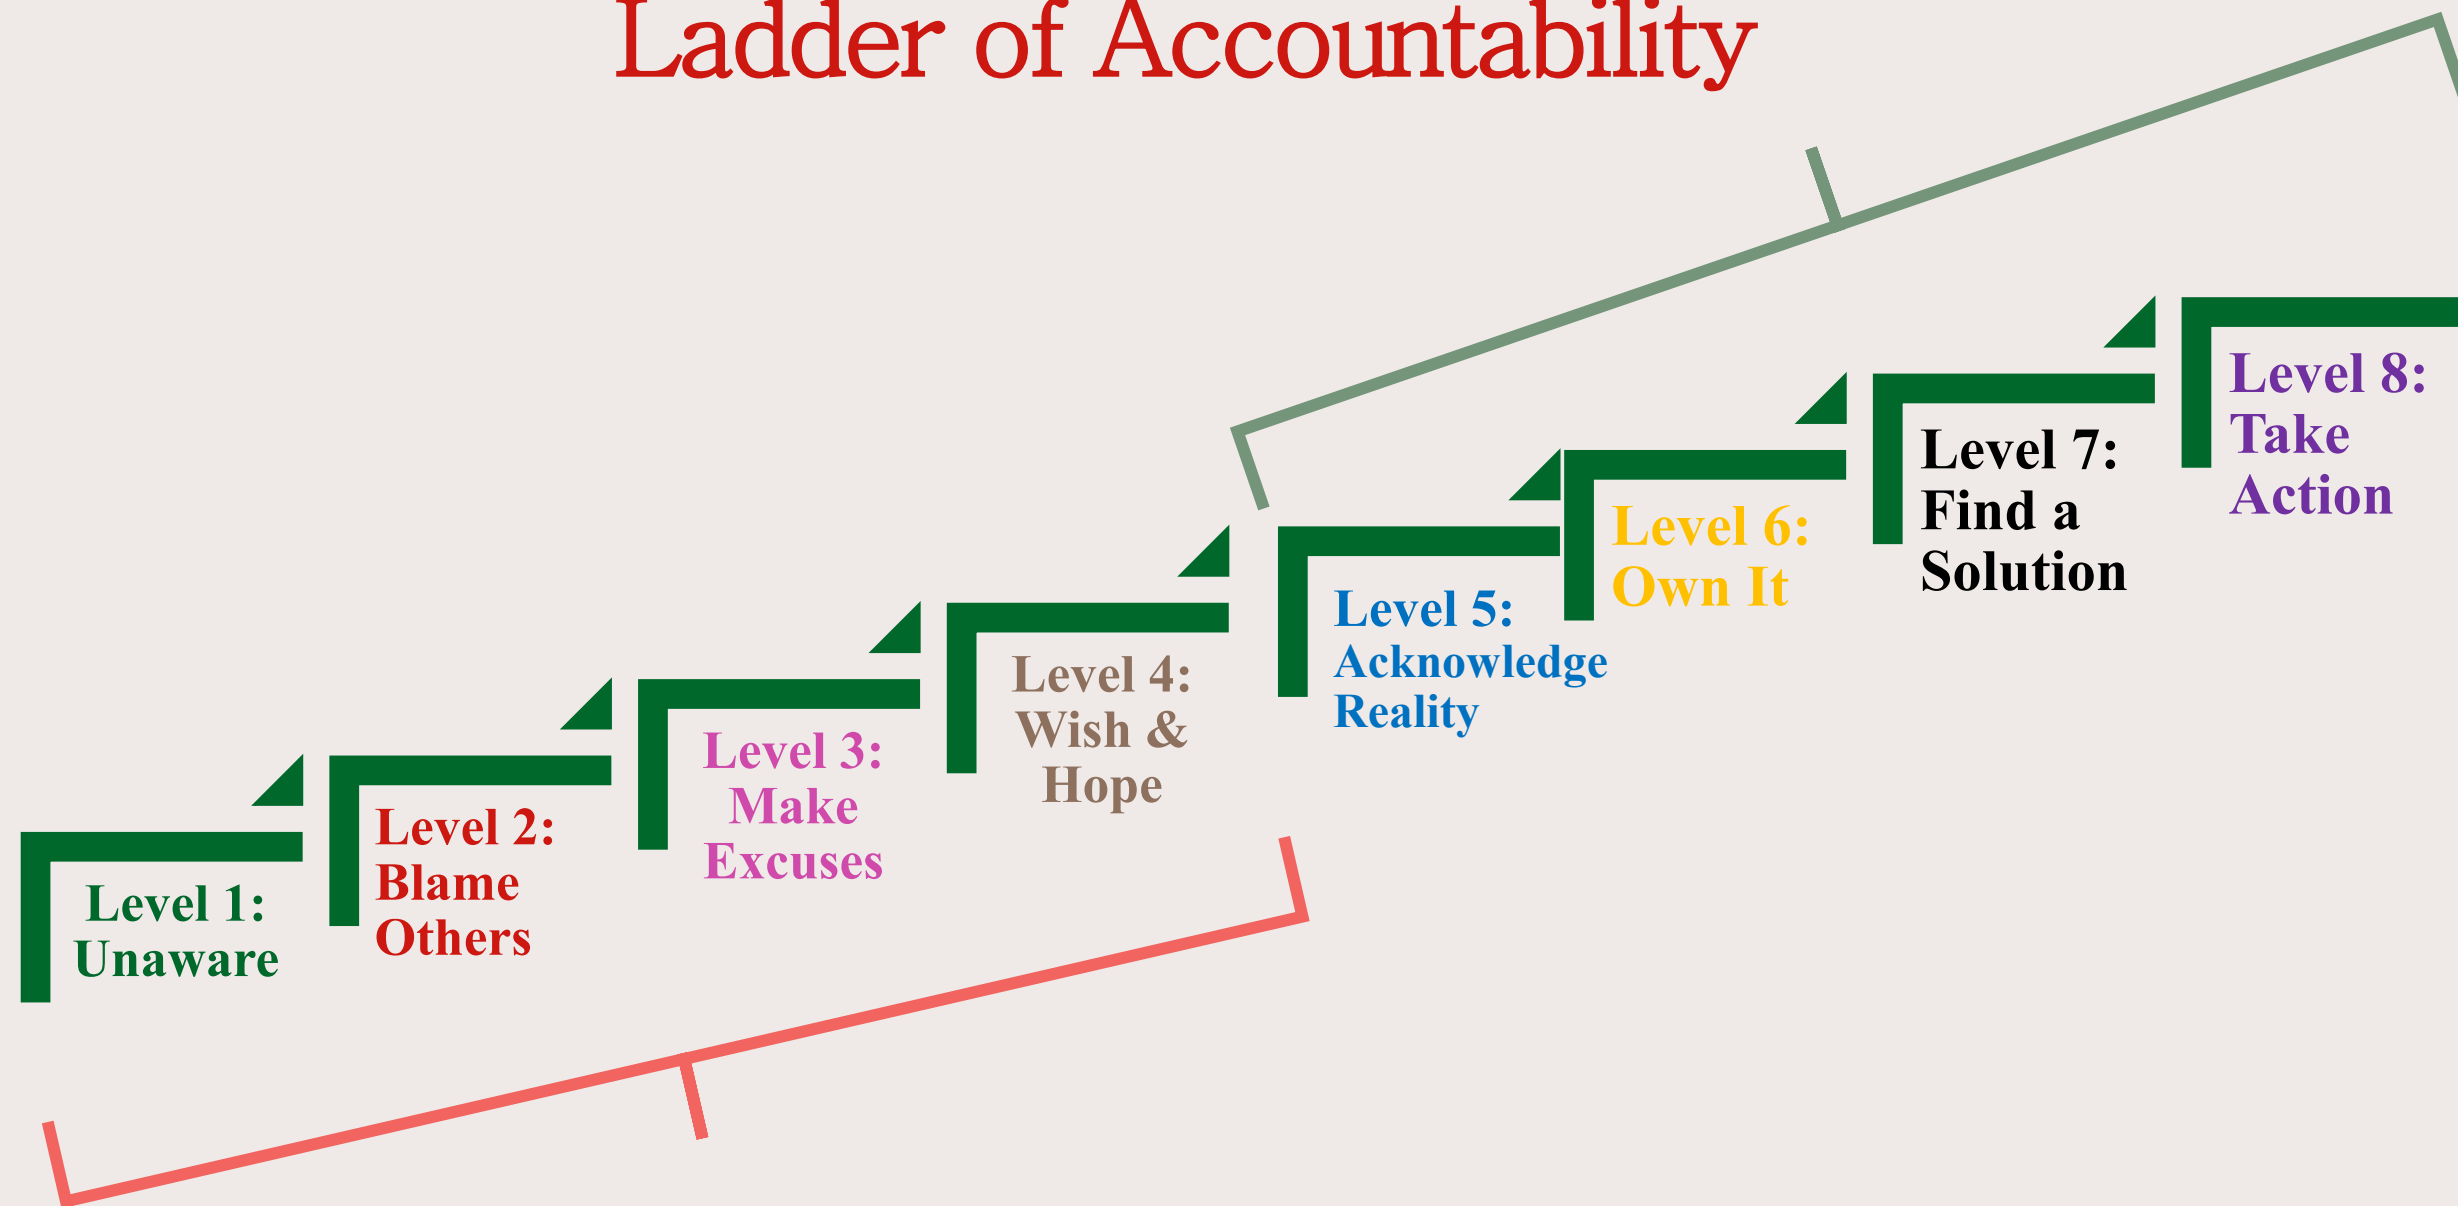 Ladder of Accountability
Level 1:
Unaware
Level 2:
Blame
Others
Level 3:
Make
Excuses
Level 4:
Wish &
Hope
Level 5:
Acknowledge
Reality
Level 6:
Own It
Level 7:
Find a
Solution
Level 8:
Take
Action